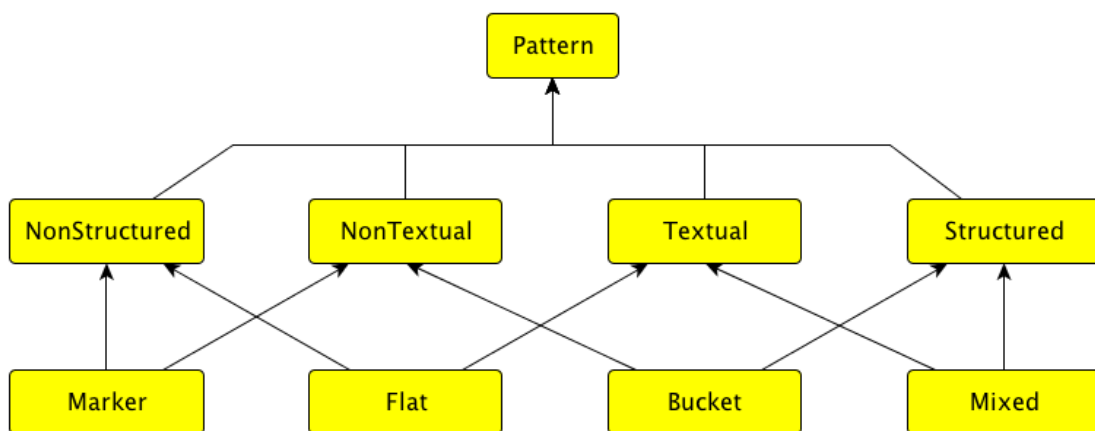 Pattern
NonStructured
NonTextual
Textual
Structured
Marker
Flat
Bucket
Mixed